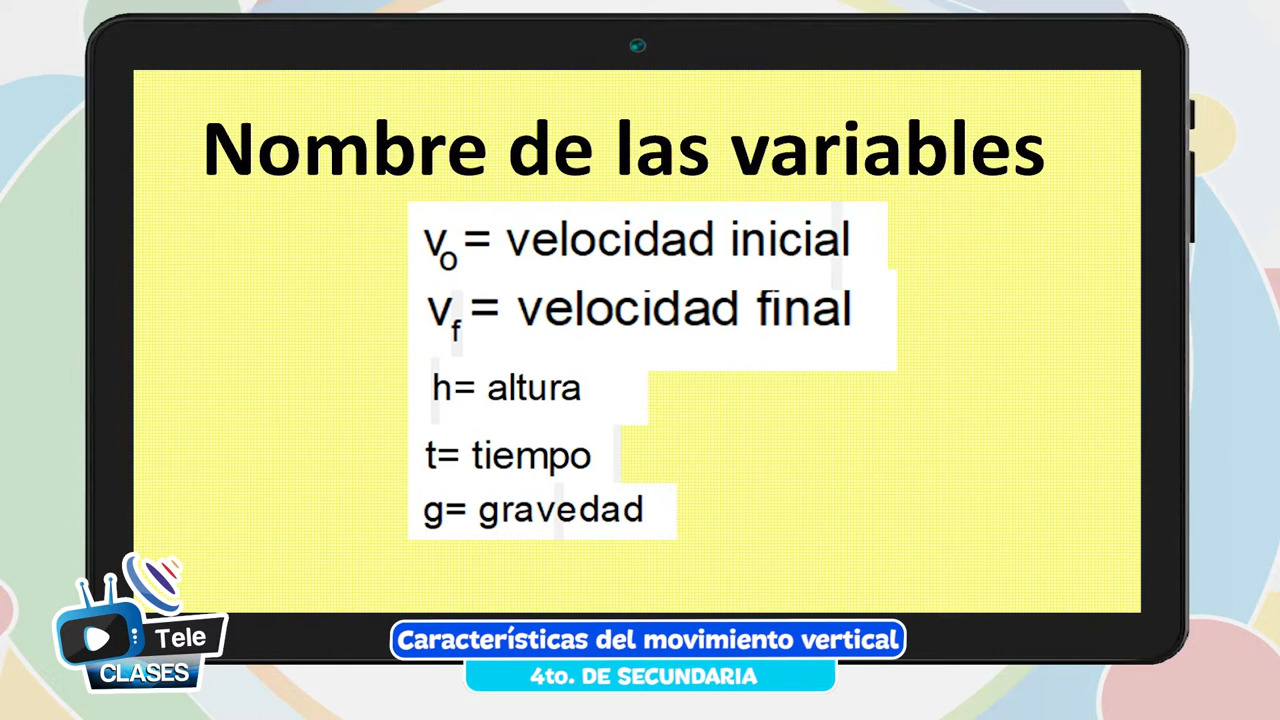 Nombre de las variables
vo = velocidad inicial
vf = velocidad final
h= altura
t= tiempo
g= gravedad
Tele
CLASES
Características del movimiento vertical
4to. DE SECUNDARIA